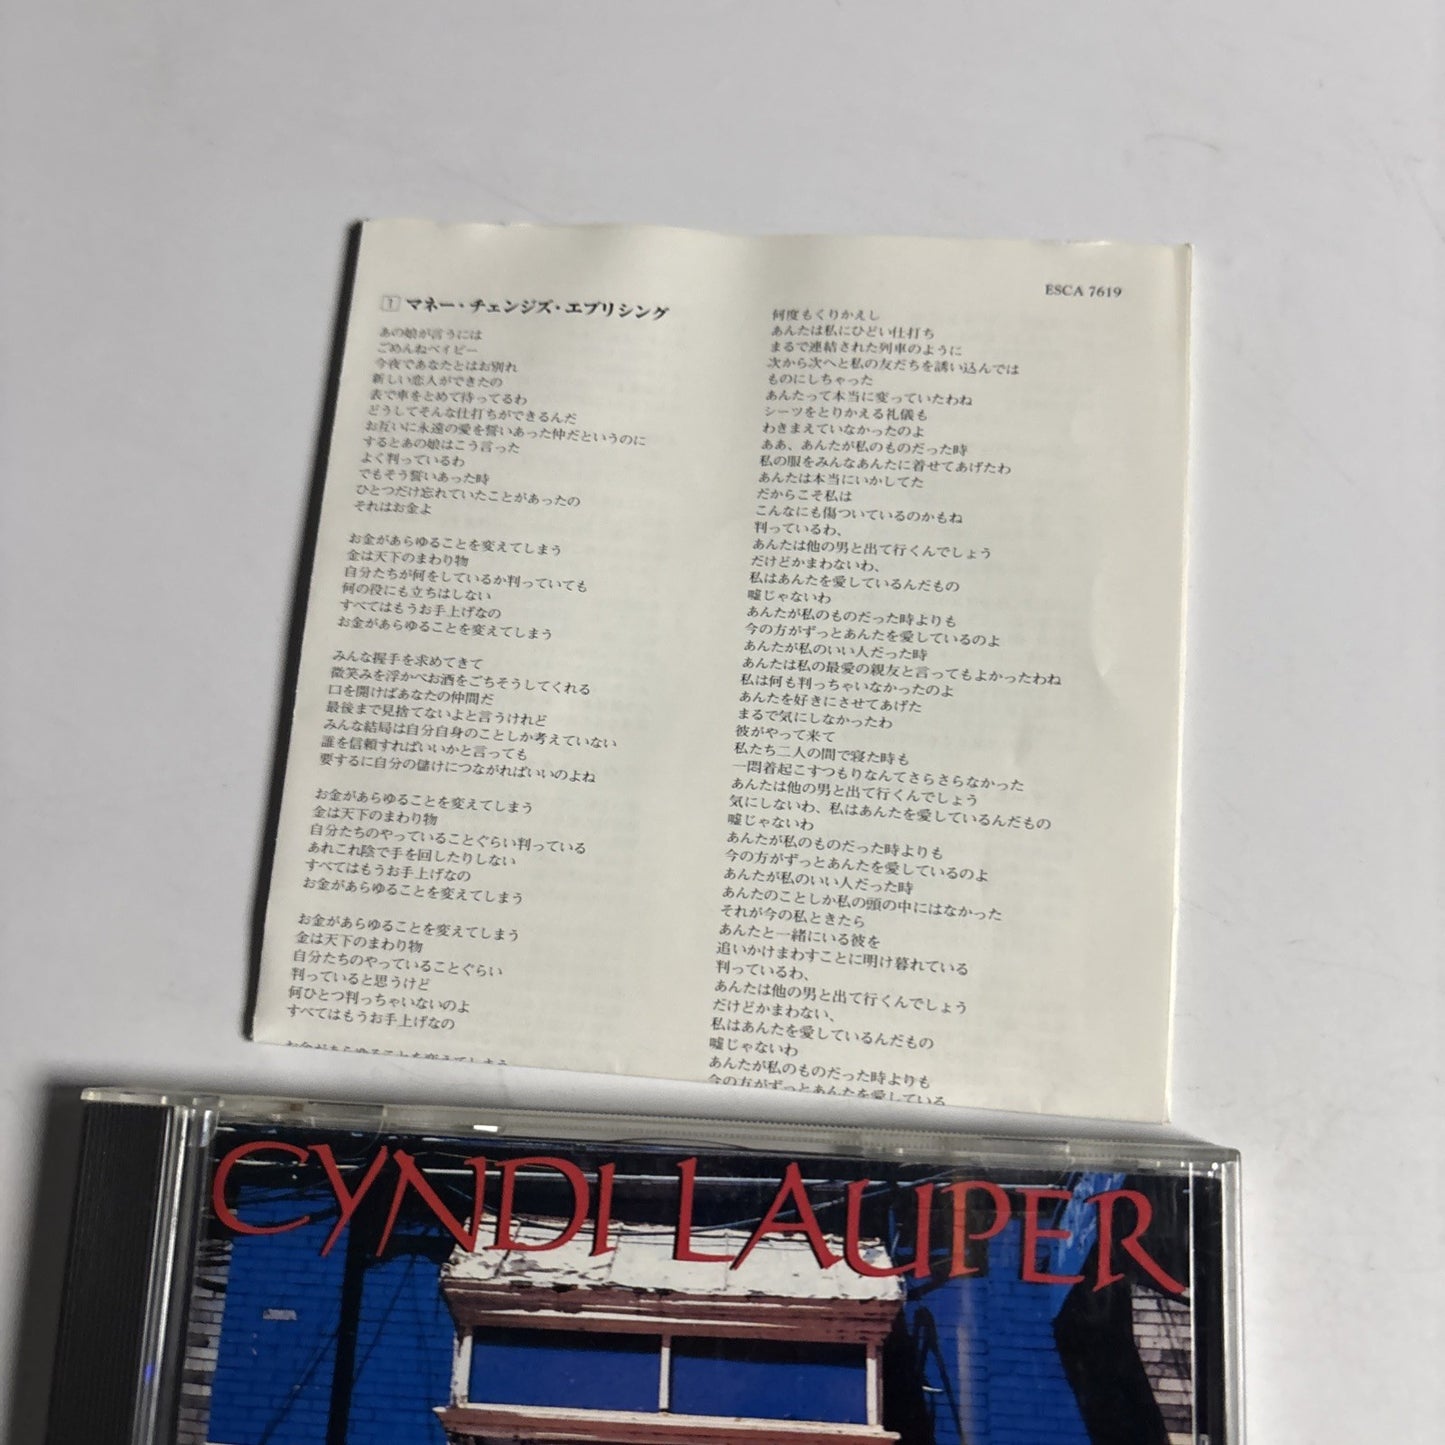 ESCA 7619
1 マネー・チェンジズ・エブリシング
あの娘が言うには
ごめんねベイビー
今夜であなたとはお別れ
新しい恋人ができたの
表で車をとめて待ってるわ
どうしてそんな仕打ちができるんだ
お互いに永遠の愛を誓いあった仲だというのに
するとあの娘はこう言った
よく判っているわ
でもそう誓いあった時
ひとつだけ忘れていたことがあったの
それはお金よ
お金があらゆることを変えてしまう
金は天下のまわり物
自分たちが何をしているか判っていても
何の役にも立ちはしない
すべてはもうお手上げなの
お金があらゆることを変えてしまう
みんな握手を求めてきて
微笑みを浮かべお酒をごちそうしてくれる
口を開けばあなたの仲間だ
最後まで見捨てないよと言うけれど
みんな結局は自分自身のことしか考えていない
誰を信頼すればいいかと言っても
要するに自分の儲けにつながればいいのよね
お金があらゆることを変えてしまう
金は天下のまわり物
自分たちのやっていることぐらい判っている
あれこれ陰で手を回したりしない
すべてはもうお手上げなの
お金があらゆることを変えてしまう
お金があらゆることを変えてしまう
金は天下のまわり物
自分たちのやっていることぐらい
判っていると思うけど
何ひとつ判っちゃいないのよ
すべてはもうお手上げなの
お金があらゆることを変えてしまう
何度もくりかえし
あんたは私にひどい仕打ち
まるで連結された列車のように
次から次へと私の友だちを誘い込んでは
ものにしちゃった
あんたって本当に変っていたわね
シーツをとりかえる礼儀も
わきまえていなかったのよ
ああ、あんたが私のものだった時
私の服をみんなあんたに着せてあげたわ
あんたは本当にいかしてた
だからこそ私は
こんなにも傷ついているのかもね
判っているわ、
あんたは他の男と出て行くんでしょう
だけどかまわないわ、
私はあんたを愛しているんだもの
嘘じゃないわ
あんたが私のものだった時よりも
今の方がずっとあんたを愛しているのよ
あんたが私のいい人だった時
あんたは私の最愛の親友と言ってもよかったわね
私は何も判っちゃいなかったのよ
あんたを好きにさせてあげた
まるで気にしなかったわ
彼がやって来て
私たち二人の間で寝た時も
一悶着起こすつもりなんてさらさらなかった
あんたは他の男と出て行くんでしょう
気にしないわ、私はあんたを愛しているんだもの
嘘じゃないわ
あんたが私のものだった時よりも
今の方がずっとあんたを愛しているのよ
あんたが私のいい人だった時
あんたのことしか私の頭の中にはなかった
それが今の私ときたら
あんたと一緒にいる彼を
追いかけまわすことに明け暮れている
判っているわ、
あんたは他の男と出て行くんでしょう
だけどかまわない、
私はあんたを愛しているんだもの
嘘じゃないわ
あんたが私のものだった時よりも
今の方がずっとあんたを愛している
CYNDI LAUPER